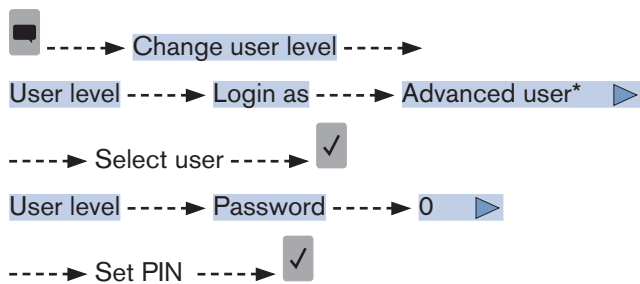 Change user level
User level Login as Advanced user*
Select user
User level Password 0
Set PIN